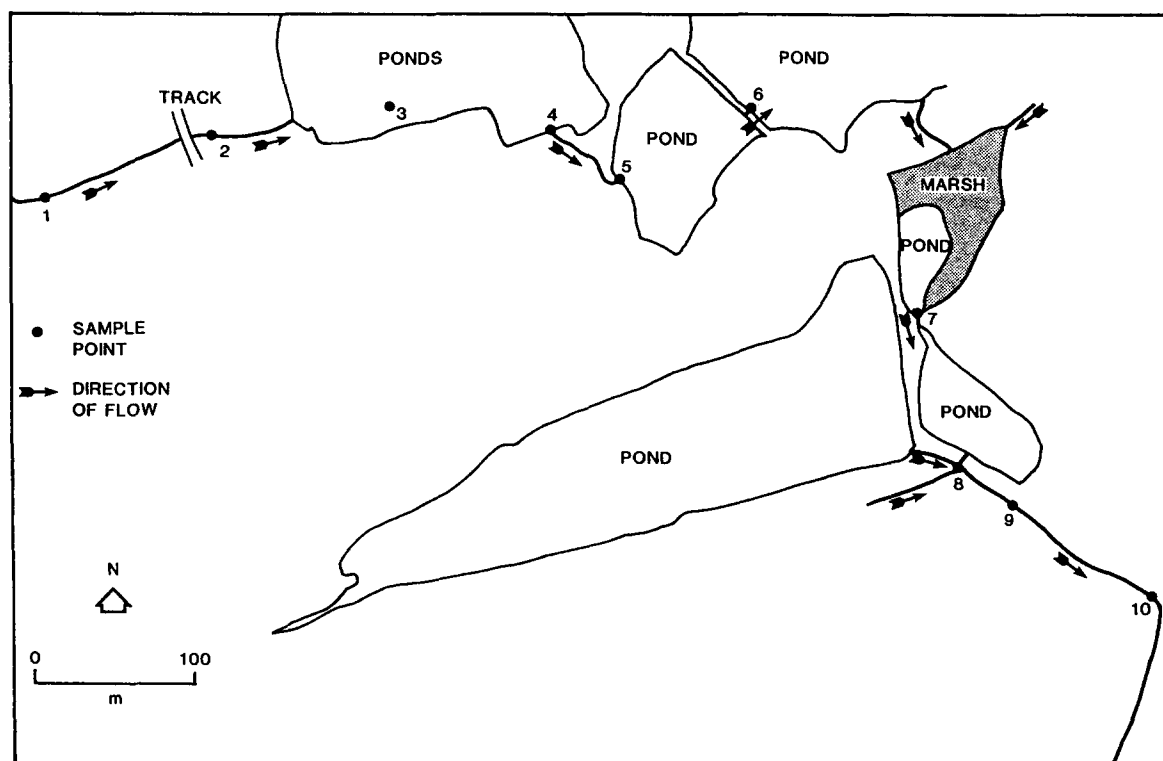 PONDS
POND
TRACK
3
6
4
2
POND
5
MARSH
1
POND
7
SAMPLE
POINT
DIRECTION
OF FLOW
POND
POND
8
9
N
10
0 100
m